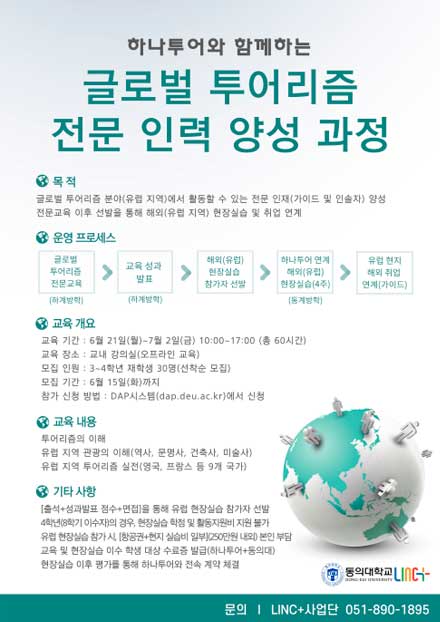 하나투어와 함께하는
글로벌 투어리즘
전문 인력 양성 과정
목 적
글로벌 투어리즘 분야(유럽 지역)에서 활동할 수 있는 전문 인재(가이드 및 인솔자) 양성
전문교육 이후 선발을 통해 해외(유럽 지역) 현장실습 및 취업 연계
운영 프로세스
글로벌
투어리즘
전문교육
(하계방학)
교육 성과
발표
(하계방학)
해외(유럽)
현장실습
참가자 선발
하나투어 연계
해외(유럽)
현장실습(4주)
(동계방학)
유럽 현지
해외 취업
연계(가이드)
교육 개요
교육 기간 : 6월 21일(월)~7월 2일(금) 10:00~17:00 (총 60시간)
교육 장소 : 교내 강의실(오프라인 교육)
모집 인원 : 3~4학년 재학생 30명(선착순 모집)
모집 기간 : 6월 15일(화)까지
참가 신청 방법 : DAP시스템(dap.deu.ac.kr)에서 신청
교육 내용
투어리즘의 이해
유럽 지역 관광의 이해(역사, 문명사, 건축사, 미술사)
유럽 지역 투어리즘 실전(영국, 프랑스 등 9개 국가)
기타 사항
[출석+성과발표 점수+면접]을 통해 유럽 현장실습 참가자 선발
4학년(8학기 이수자)의 경우, 현장실습 학점 및 활동지원비 지원 불가
유럽 현장실습 참가 시, [항공권+현지 실습비 일부](250만원 내외) 본인 부담
교육 및 현장실습 이수 학생 대상 수료증 발급(하나투어+동의대)
현장실습 이후 평가를 통해 하나투어와 전속 계약 체결
동의대학교
DONG-EUI UNIVERSITY
LINC+
문의 I LINC+사업단 051-890-1895